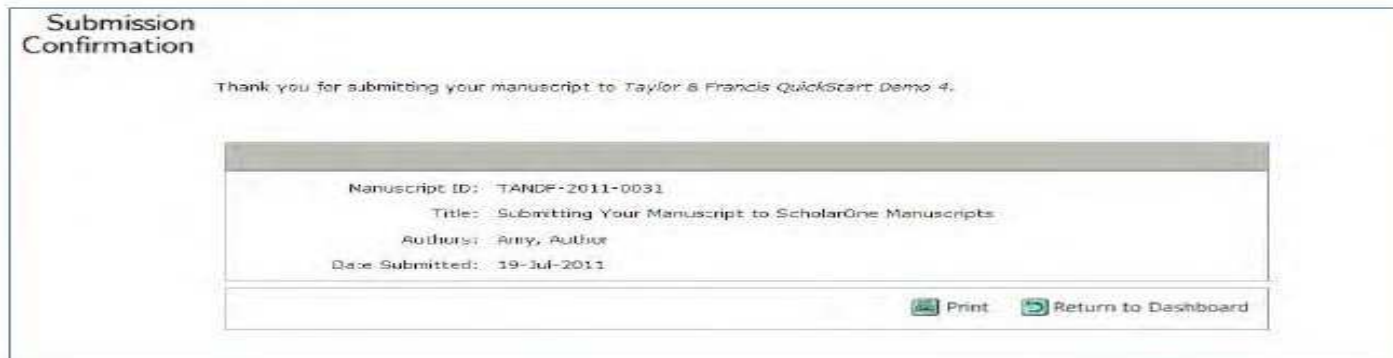 Submission
Confirmation
Thank you for submitting your manuscript to Taylor & Francis QuickStart Demo 4.
Manuscript ID: TANDF-2011-0031
Title: Submitting Your Manuscript to ScholarOne Manuscripts
Authors: Amy, Author
Date Submitted: 19-Jul-2011
Print Return to Dashboard